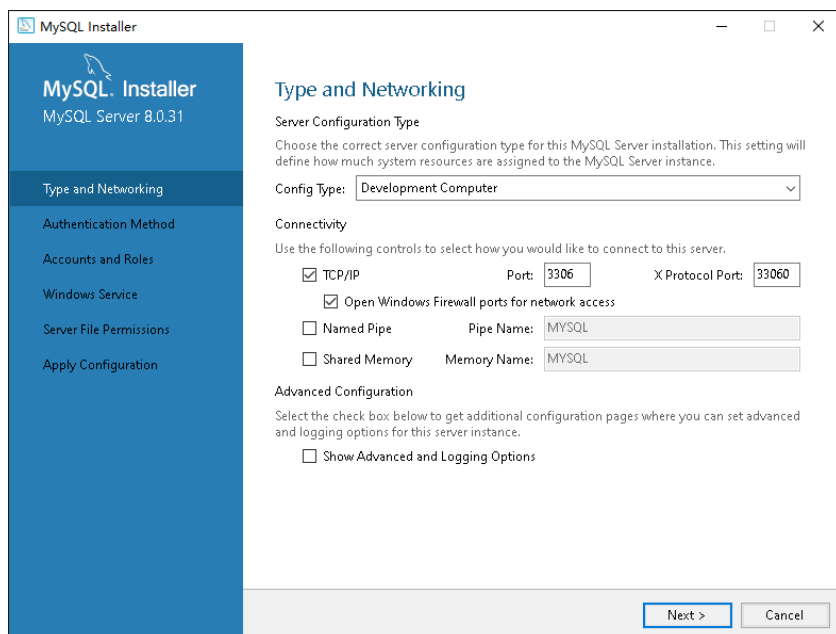 MySQL Installer
MySQL. Installer
MySQL Server 8.0.31
Type and Networking
Authentication Method
Accounts and Roles
Windows Service
Server File Permissions
Apply Configuration
Type and Networking
Server Configuration Type
Choose the correct server configuration type for this MySQL Server installation. This setting will
define how much system resources are assigned to the MySQL Server instance.
Config Type: Development Computer
Connectivity
Use the following controls to select how you would like to connect to this server.
TCP/IP Port: 3306 X Protocol Port: 33060
Open Windows Firewall ports for network access
Named Pipe Pipe Name: MYSQL
Shared Memory Memory Name: MYSQL
Advanced Configuration
Select the check box below to get additional configuration pages where you can set advanced
and logging options for this server instance.
Show Advanced and Logging Options
Next > Cancel